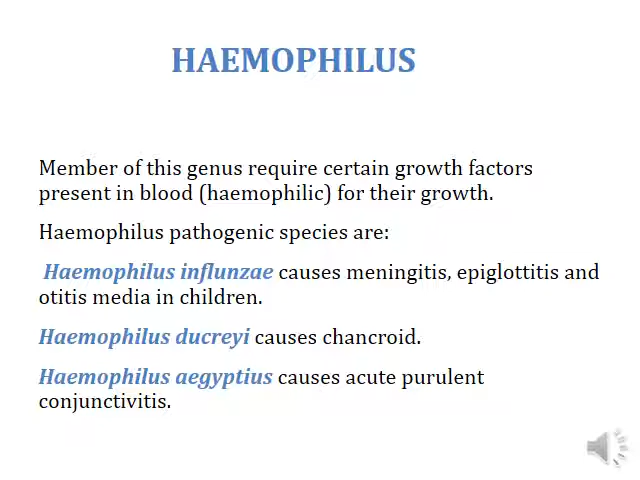 HAEMOPHILUS
Member of this genus require certain growth factors
present in blood (haemophilic) for their growth.
Haemophilus pathogenic species are:
Haemophilus influnzae causes meningitis, epiglottitis and
otitis media in children.
Haemophilus ducreyi causes chancroid.
Haemophilus aegyptius causes acute purulent
conjunctivitis.